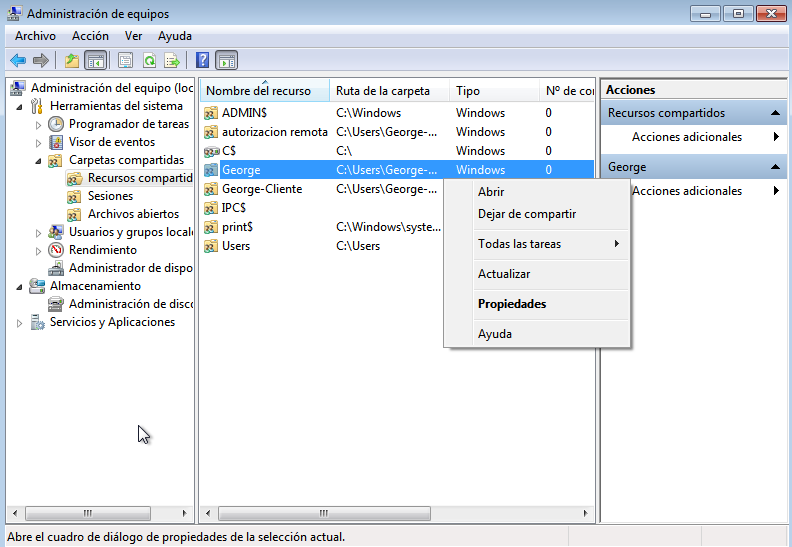 Administración de equipos
Archivo Acción Ver Ayuda
Administración del equipo (loc
Herramientas del sistema
Programador de tareas
Visor de eventos
Carpetas compartidas
Recursos compartid
Sesiones
Archivos abiertos
Usuarios y grupos locale
Rendimiento
Administrador de dispo
Almacenamiento
Administración de disco
Servicios y Aplicaciones
Nombre del recurso Ruta de la carpeta Tipo Nº de co
ADMIN$ C:\Windows Windows 0
autorizacion remota C:\Users\George-... Windows 0
C$ C:\ Windows 0
George C:\Users\George-... Windows 0
George-Cliente C:\Users\George-...
IPC$
print$ C:\Windows\syste...
Users C:\Users
Abrir
Dejar de compartir
Todas las tareas
Actualizar
Propiedades
Ayuda
Acciones
Recursos compartidos
Acciones adicionales
George
Acciones adicionales
Abre el cuadro de diálogo de propiedades de la selección actual.